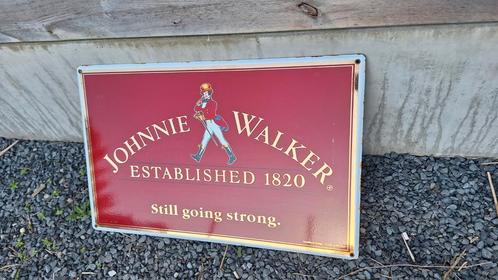 JOHNNIE WALKER
ESTABLISHED 1820
Still going strong.